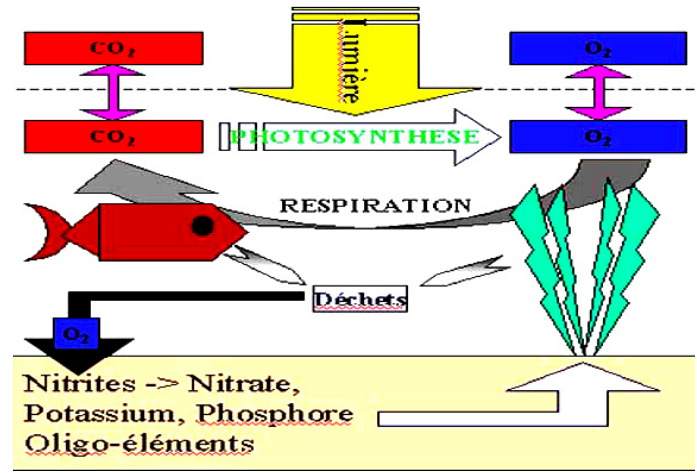 CO2
O2
Lumière
CO2
PHOTOSYNTHESE
O2
RESPIRATION
Déchets
O2
Nitrites -> Nitrate,
Potassium, Phosphore
Oligo-éléments